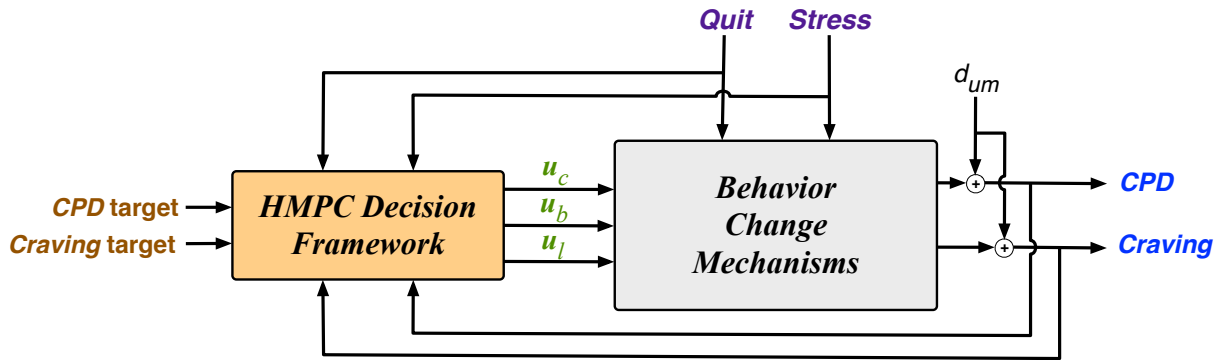 Quit Stress
d_um
CPD target
Craving target
HMPC Decision
Framework
u_c
u_b
u_l
Behavior
Change
Mechanisms
+
+
CPD
Craving